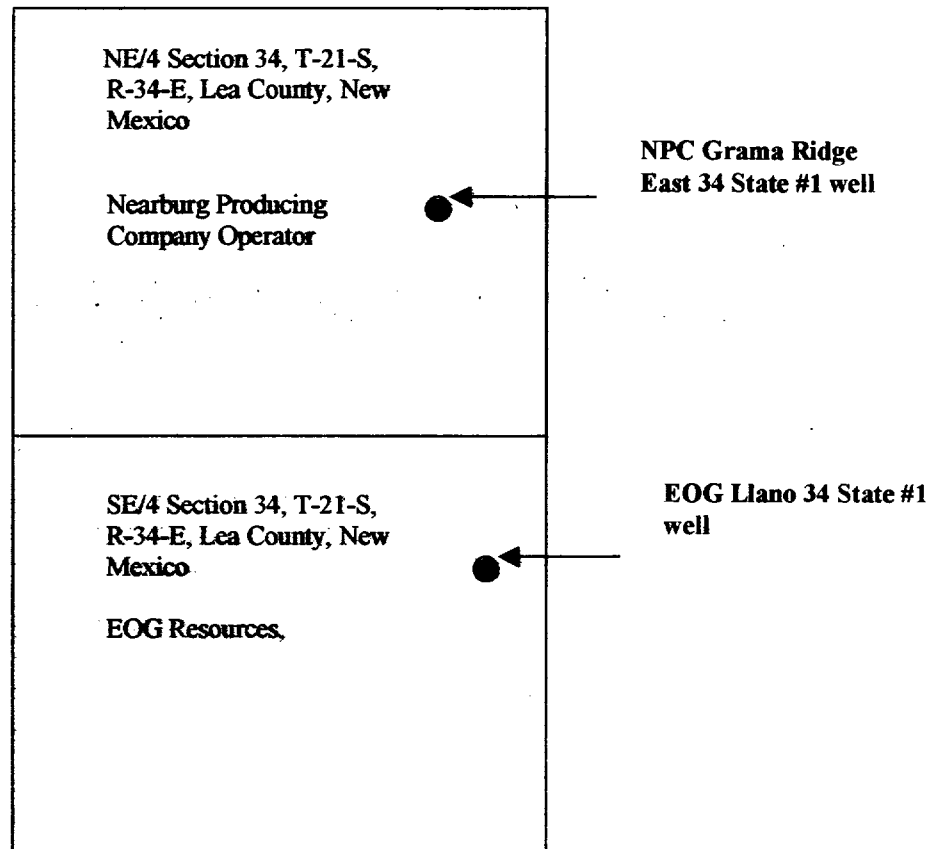 NE/4 Section 34, T-21-S,
R-34-E, Lea County, New
Mexico
Nearburg Producing
Company Operator
NPC Grama Ridge
East 34 State #1 well
SE/4 Section 34, T-21-S,
R-34-E, Lea County, New
Mexico
EOG Resources,
EOG Llano 34 State #1
well